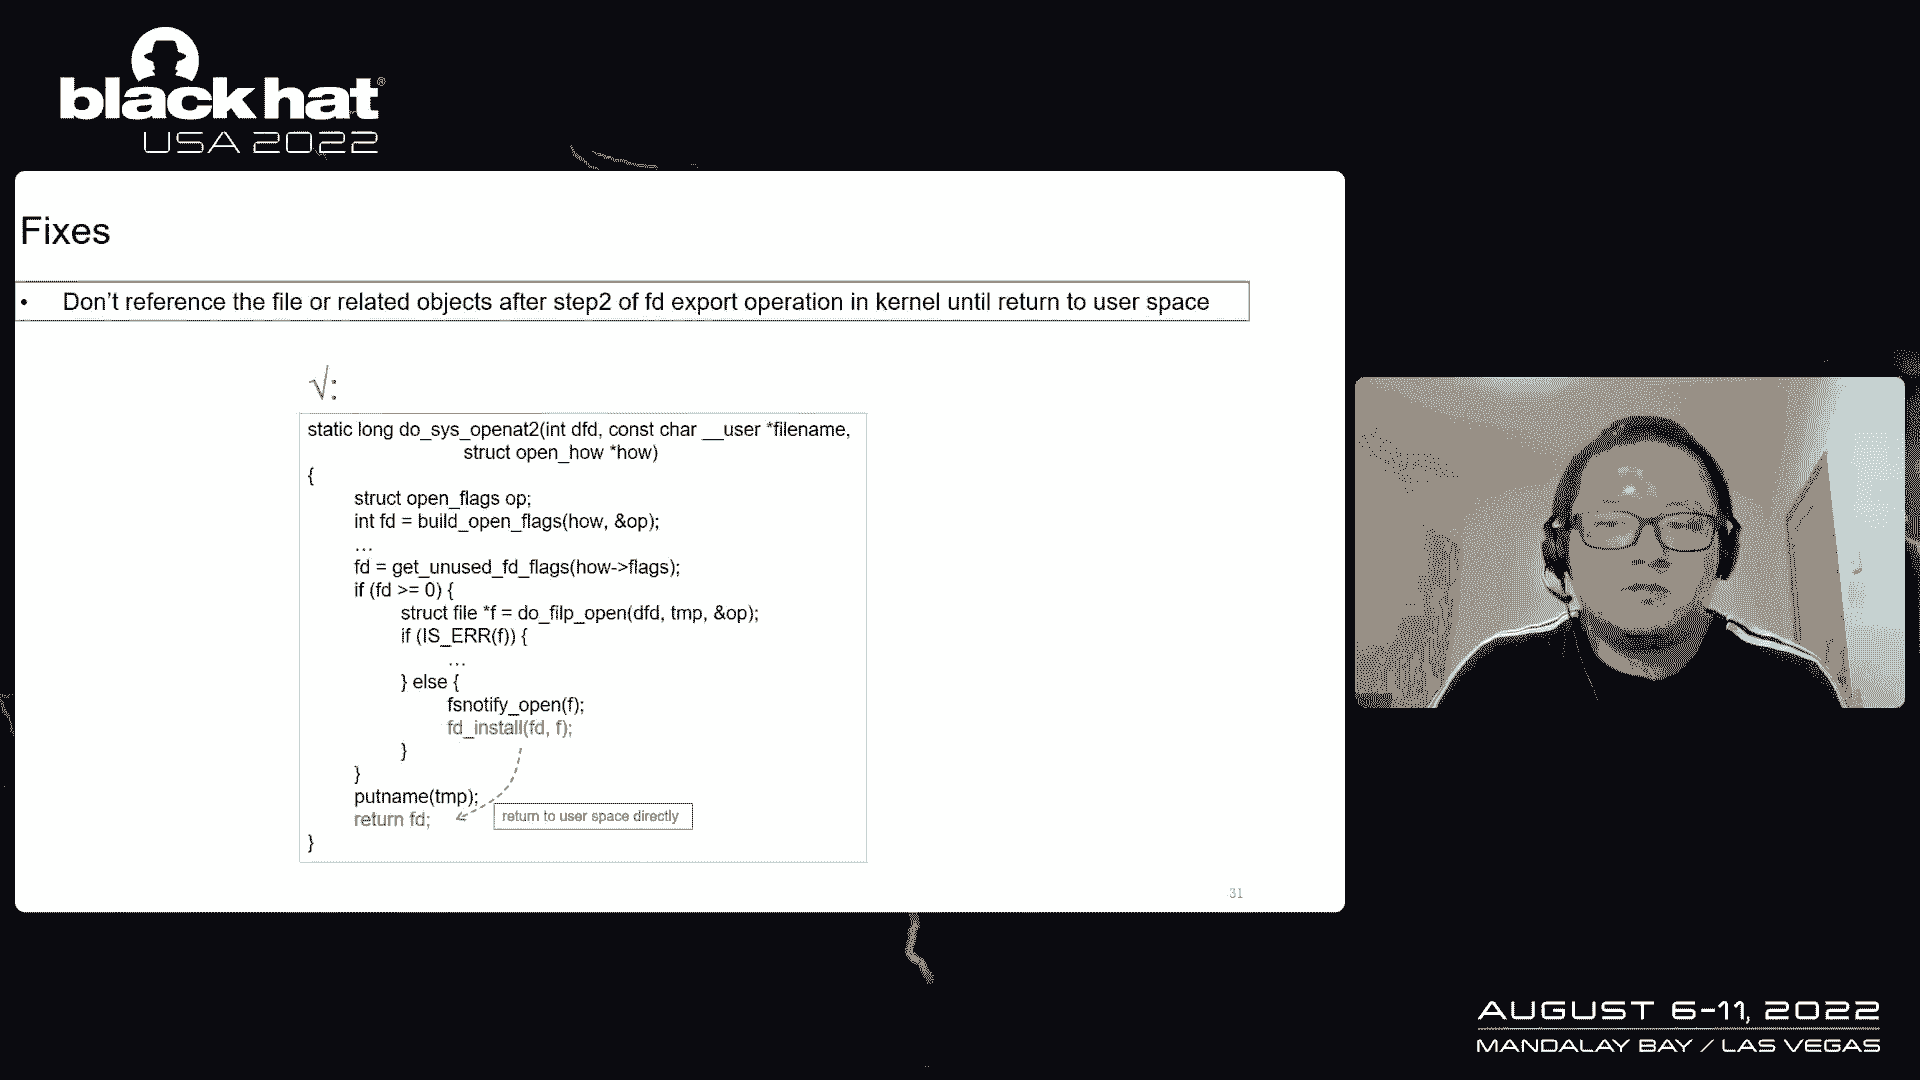 black hat®
USA 2022
Fixes
• Don’t reference the file or related objects after step2 of fd export operation in kernel until return to user space
√:
static long do_sys_openat2(int dfd, const char __user *filename,
struct open_how *how)
{
struct open_flags op;
int fd = build_open_flags(how, &op);
…
fd = get_unused_fd_flags(how->flags);
if (fd >= 0) {
struct file *f = do_filp_open(dfd, tmp, &op);
if (IS_ERR(f)) {
…
} else {
fsnotify_open(f);
fd_install(fd, f);
}
}
putname(tmp);
return fd;
return to user space directly
}
31
AUGUST 6-11, 2022
MANDALAY BAY / LAS VEGAS